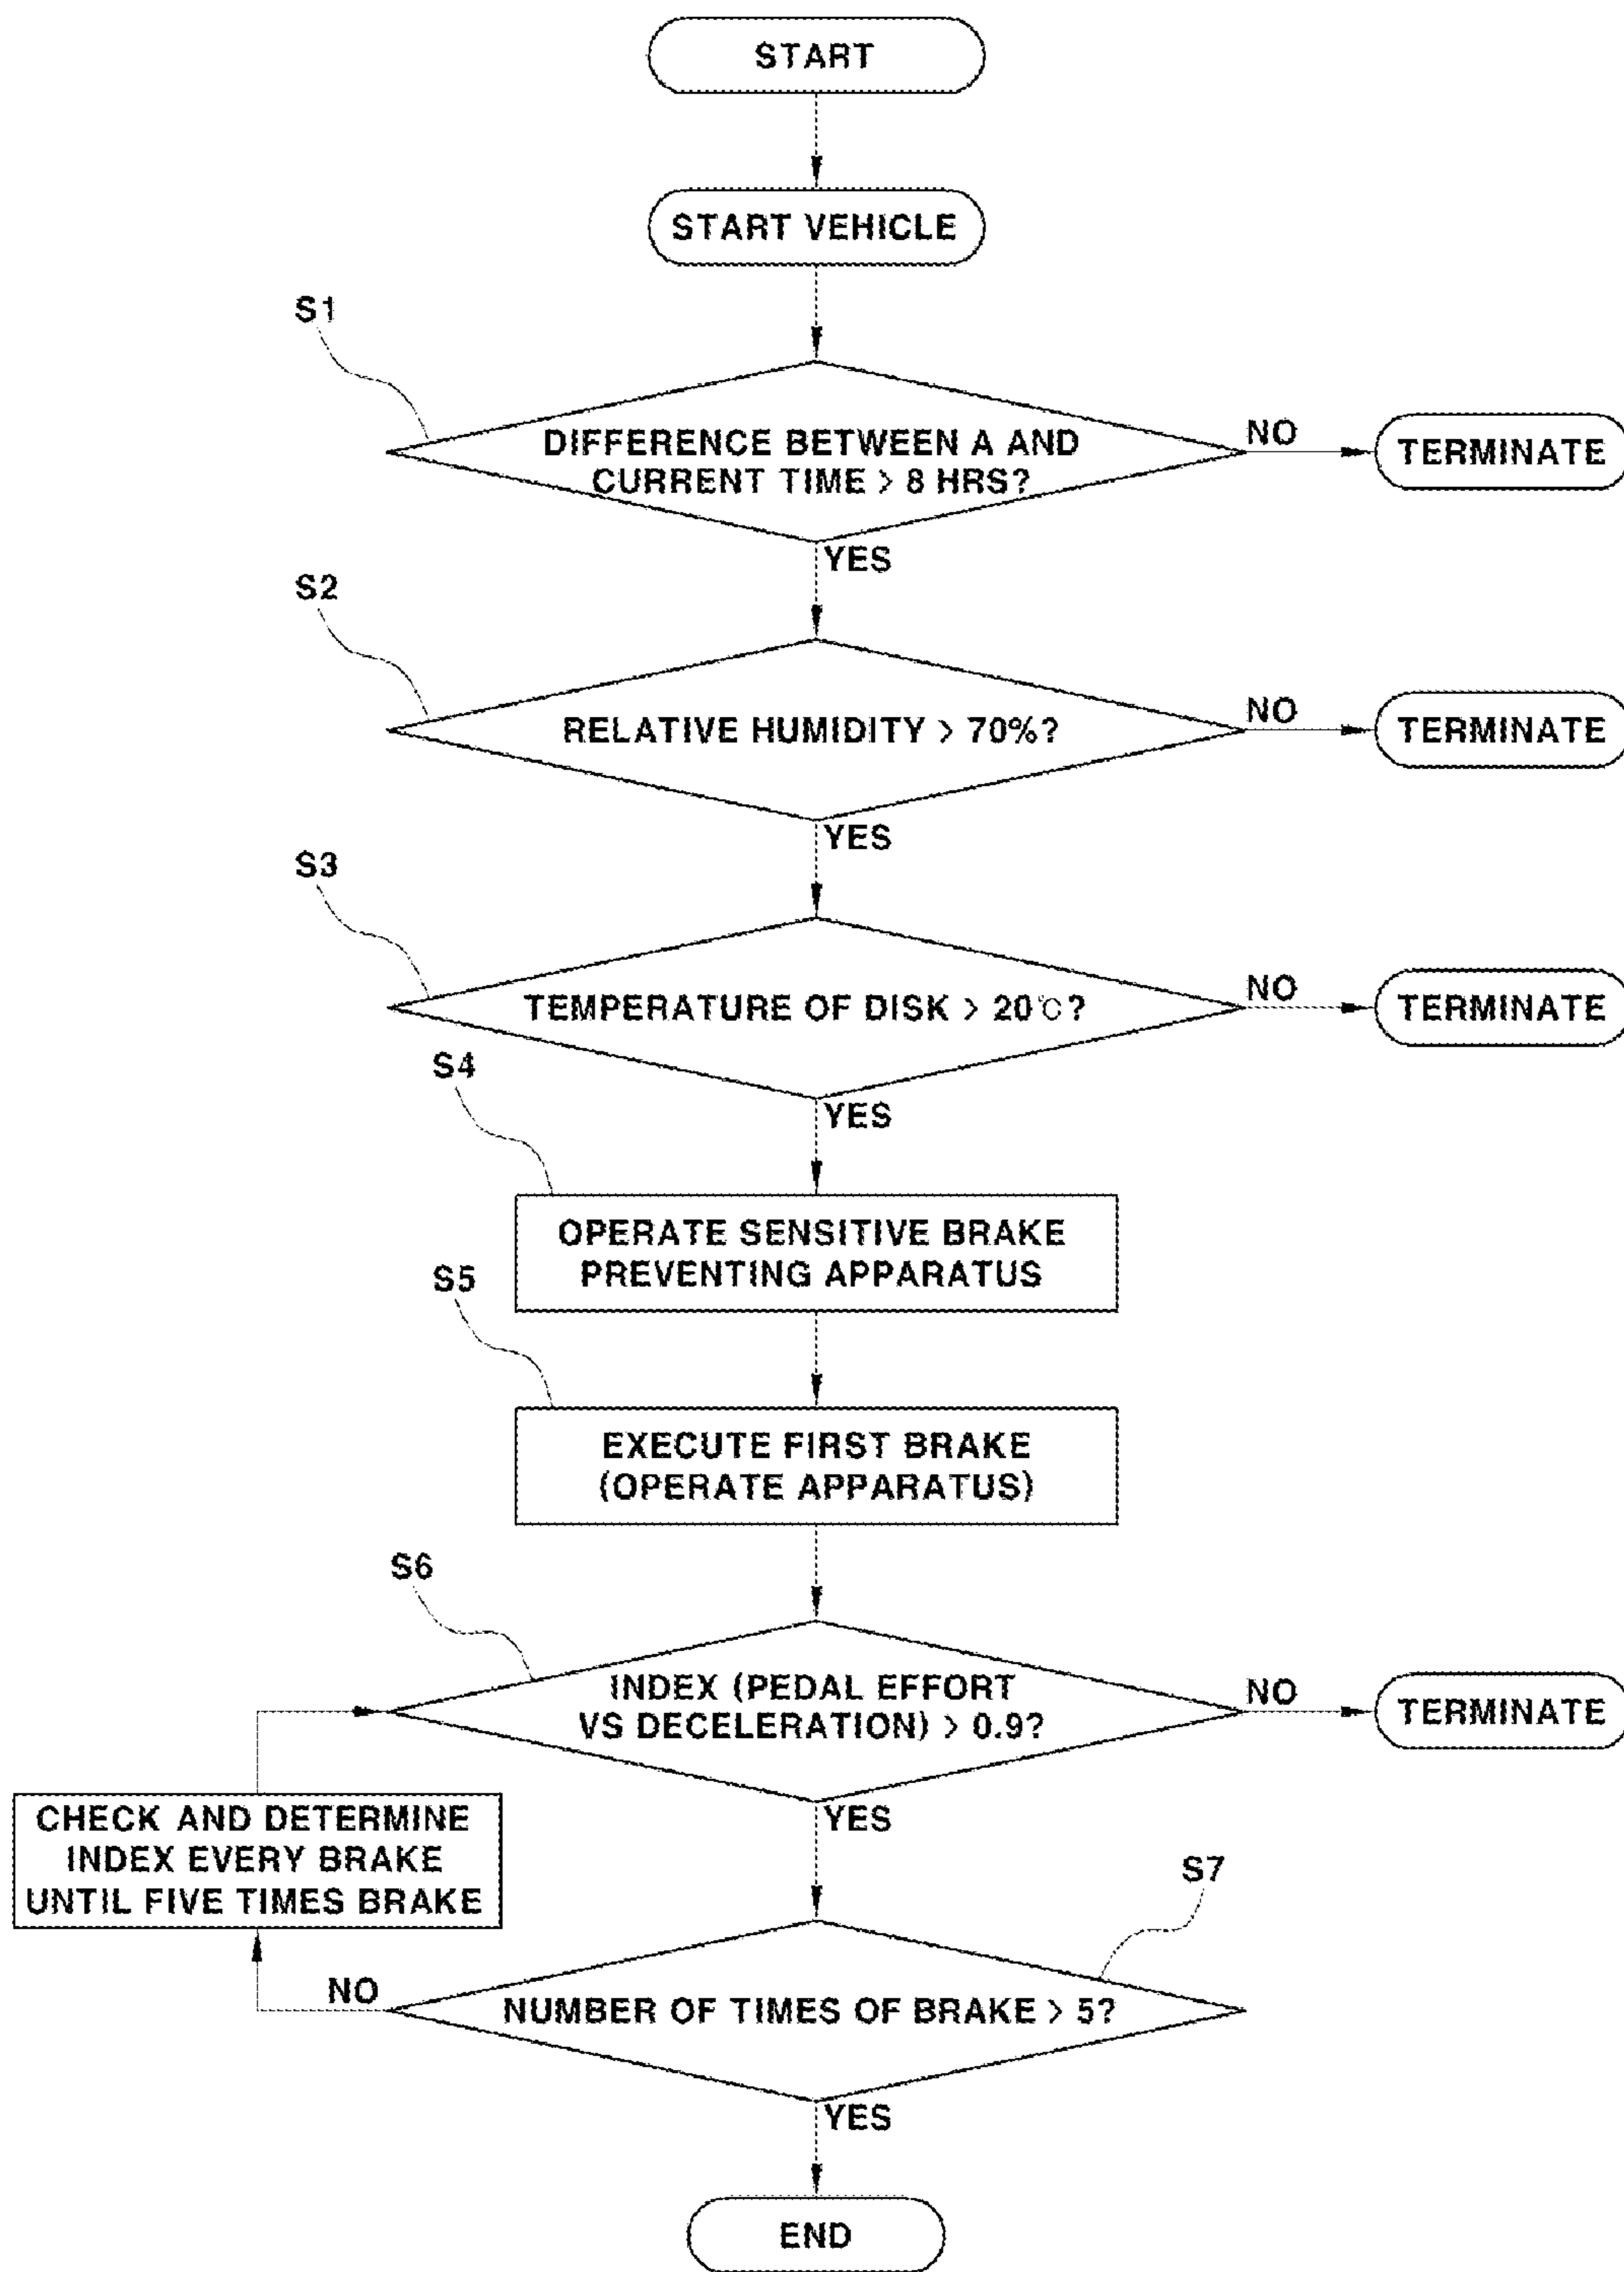 START
START VEHICLE
S1
DIFFERENCE BETWEEN A AND
CURRENT TIME > 8 HRS?
NO
TERMINATE
YES
S2
RELATIVE HUMIDITY > 70%?
NO
TERMINATE
YES
S3
TEMPERATURE OF DISK > 20℃?
NO
TERMINATE
YES
S4
OPERATE SENSITIVE BRAKE
PREVENTING APPARATUS
S5
EXECUTE FIRST BRAKE
(OPERATE APPARATUS)
S6
INDEX (PEDAL EFFORT
VS DECELERATION) > 0.9?
NO
TERMINATE
YES
CHECK AND DETERMINE
INDEX EVERY BRAKE
UNTIL FIVE TIMES BRAKE
S7
NUMBER OF TIMES OF BRAKE > 5?
NO
YES
END